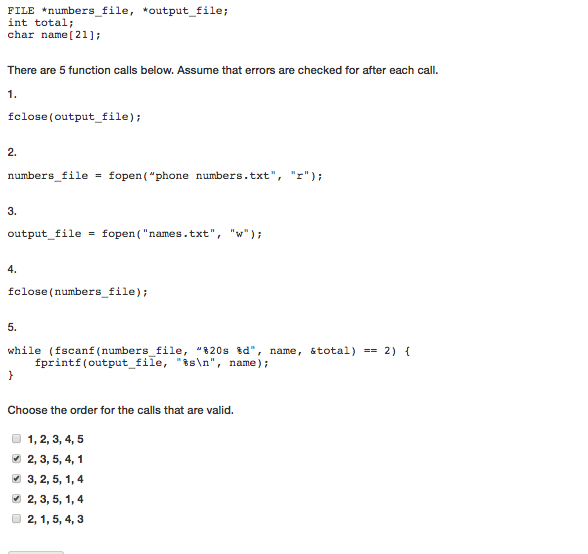 FILE *numbers_file, *output_file;
int total;
char name[21];
There are 5 function calls below. Assume that errors are checked for after each call.
1.
fclose(output_file);
2.
numbers_file = fopen(“phone numbers.txt", "r");
3.
output_file = fopen("names.txt", "w");
4.
fclose(numbers_file);
5.
while (fscanf(numbers_file, “%20s %d", name, &total) == 2) {
fprintf(output_file, "%s\n", name);
}
Choose the order for the calls that are valid.
1, 2, 3, 4, 5
2, 3, 5, 4, 1
3, 2, 5, 1, 4
2, 3, 5, 1, 4
2, 1, 5, 4, 3